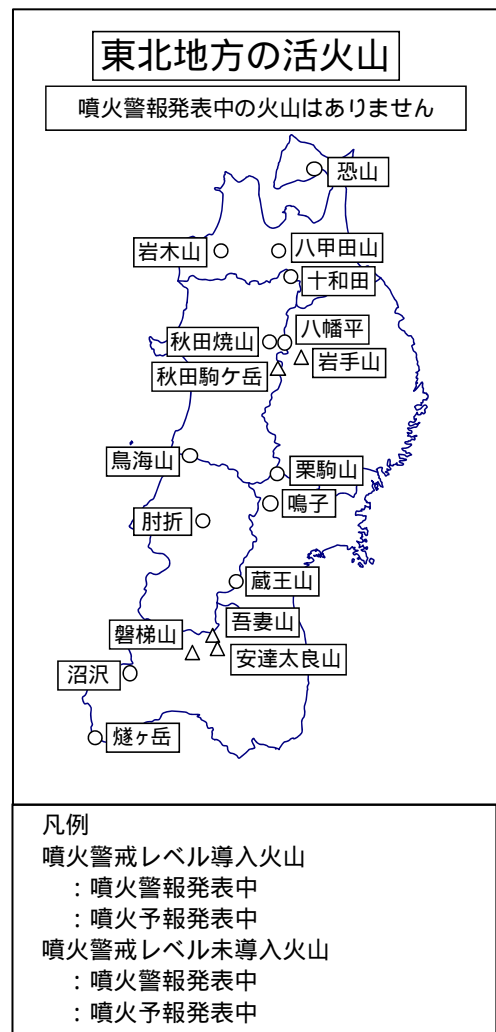 東北地方の活火山
噴火警報発表中の火山はありません
恐山
岩木山
八甲田山
十和田
秋田焼山
八幡平
岩手山
秋田駒ケ岳
鳥海山
栗駒山
鳴子
肘折
蔵王山
吾妻山
磐梯山
安達太良山
沼沢
燧ヶ岳
凡例
噴火警戒レベル導入火山
：噴火警報発表中
：噴火予報発表中
噴火警戒レベル未導入火山
：噴火警報発表中
：噴火予報発表中